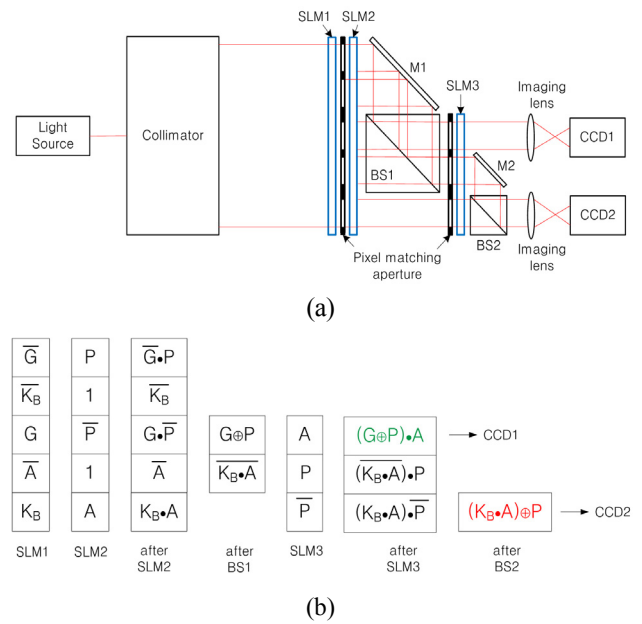 SLM1 SLM2
M1
SLM3
Imaging
lens
Light
Source
Collimator
CCD1
M2
BS1
CCD2
BS2
Pixel matching
aperture
Imaging
lens
(a)
G̅ P G̅•P
K̅B̅ 1 K̅B̅
G P̅ G•P̅ G⊕P A (G⊕P)•A → CCD1
A̅ 1 A̅ K̅B̅•̅A̅ P (K̅B̅•̅A̅)•P
KB A KB•A P̅ (KB•A)•P̅ (KB•A)⊕P → CCD2
SLM1 SLM2 after
SLM2 after
BS1 SLM3 after
SLM3 after
BS2
(b)